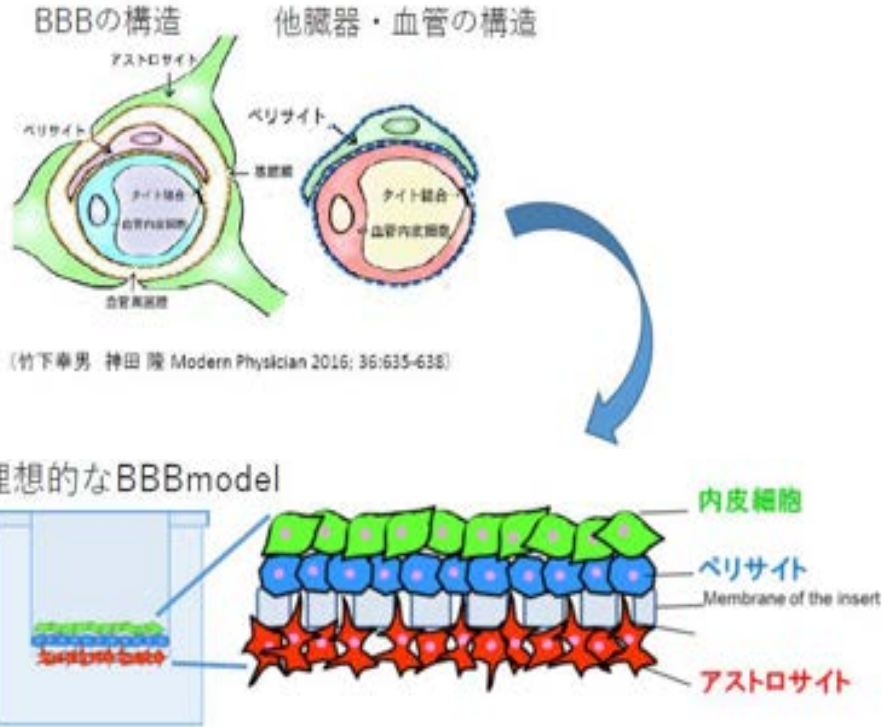 BBBの構造
他臓器・血管の構造
アストロサイト
ペリサイト
基底膜
タイト結合
血管内皮細胞
血管周囲腔
ペリサイト
タイト結合
血管内皮細胞
(竹下幸男 神田 隆 Modern Physician 2016; 36:635-638)
理想的なBBBmodel
内皮細胞
ペリサイト
Membrane of the insert
アストロサイト